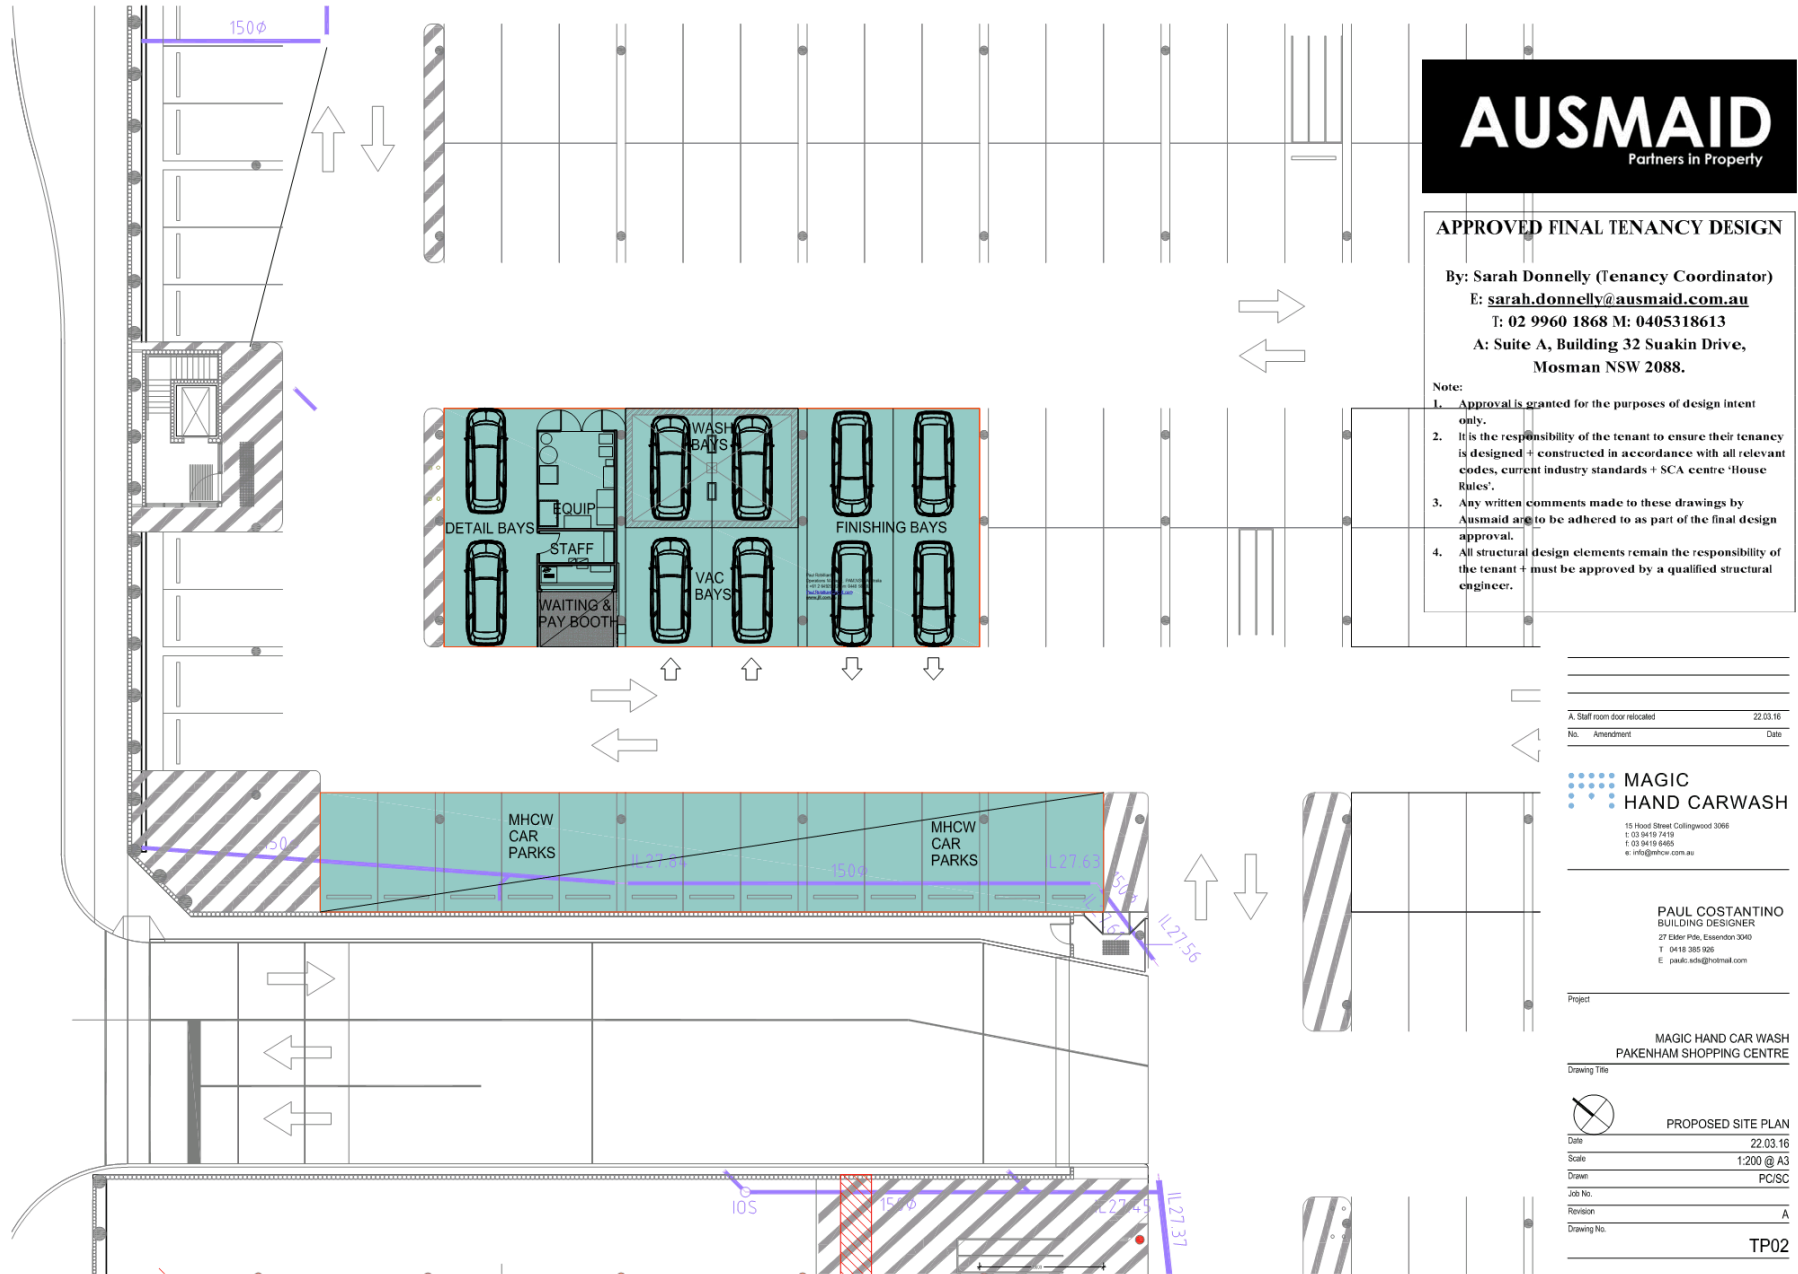 150Ø
AUSMAID
Partners in Property
APPROVED FINAL TENANCY DESIGN
By: Sarah Donnelly (Tenancy Coordinator)
E: sarah.donnelly@ausmaid.com.au
T: 02 9960 1868 M: 0405318613
A: Suite A, Building 32 Suakin Drive,
Mosman NSW 2088.
Note:
1. Approval is granted for the purposes of design intent
only.
2. It is the responsibility of the tenant to ensure their tenancy
is designed + constructed in accordance with all relevant
codes, current industry standards + SCA centre ‘House
Rules’.
3. Any written comments made to these drawings by
Ausmaid are to be adhered to as part of the final design
approval.
4. All structural design elements remain the responsibility of
the tenant + must be approved by a qualified structural
engineer.
WASH
BAYS
EQUIP
DETAIL BAYS
FINISHING BAYS
STAFF
VAC
BAYS
WAITING &
PAY BOOTH
A. Staff room door relocated 22.03.16
No. Amendment Date
MAGIC
HAND CARWASH
15 Hood Street Collingwood 3066
t: 03 9419 7419
f: 03 9419 6465
e: info@mhcw.com.au
MHCW
CAR
PARKS
MHCW
CAR
PARKS
150Ø
IL27.84
150Ø
IL27.63
150Ø
IL27.61
IL27.56
PAUL COSTANTINO
BUILDING DESIGNER
27 Elder Pde, Essendon 3040
T 0418 385 926
E paulc.sds@hotmail.com
Project
MAGIC HAND CAR WASH
PAKENHAM SHOPPING CENTRE
Drawing Title
PROPOSED SITE PLAN
Date 22.03.16
Scale 1:200 @ A3
Drawn PC/SC
Job No.
Revision A
Drawing No.
TP02
IOS
150Ø
IL27.45
IL27.37